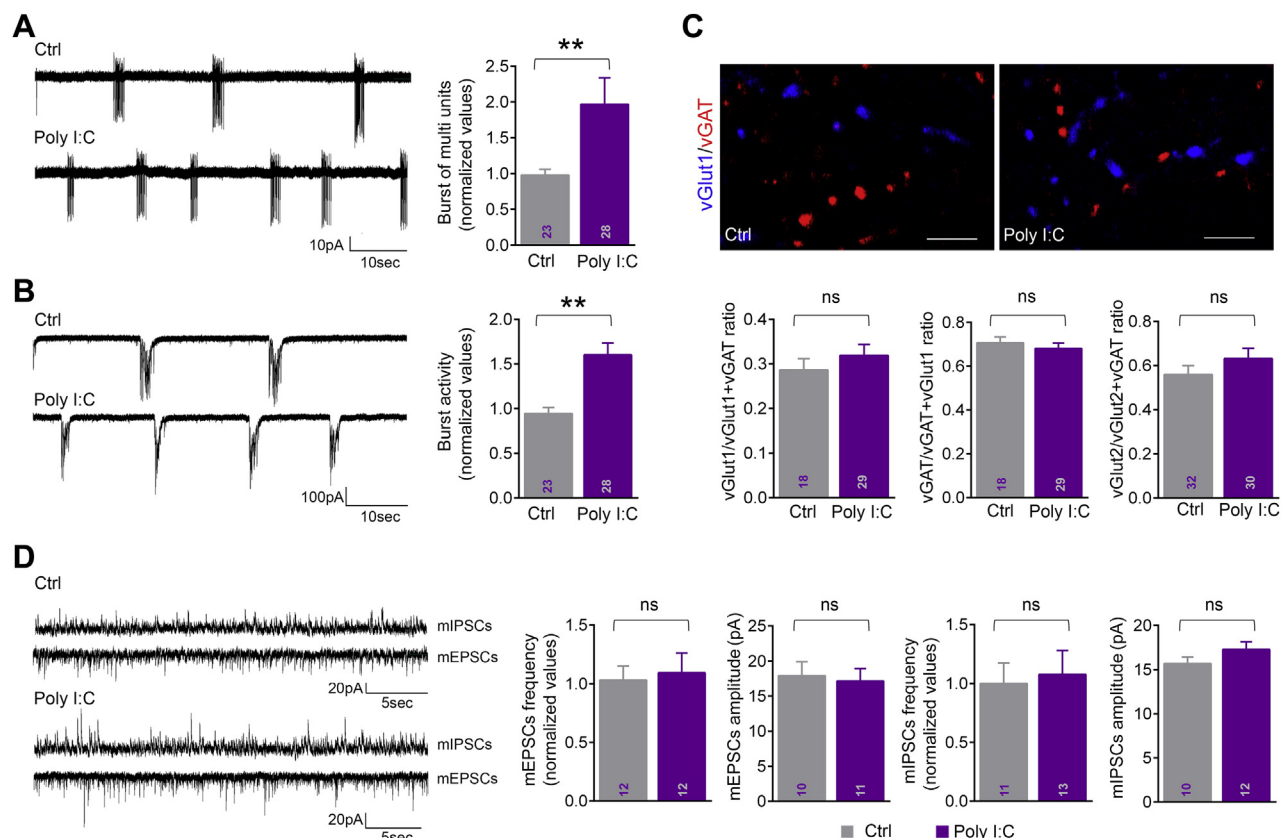 A
Ctrl
Poly I:C
10pA
10sec
**
Burst of multi units
(normalized values)
2.5
2.0
1.5
1.0
0.5
0.0
23
28
Ctrl
Poly I:C
B
Ctrl
Poly I:C
100pA
10sec
**
Burst activity
(normalized values)
2.0
1.5
1.0
0.5
0.0
23
28
Ctrl
Poly I:C
C
vGlut1/vGAT
Ctrl
Poly I:C
ns
vGlut1/vGlut1+vGAT ratio
0.4
0.3
0.2
0.1
0.0
18
29
Ctrl
Poly I:C
ns
vGAT/vGAT+vGlut1 ratio
0.8
0.6
0.4
0.2
0.0
18
29
Ctrl
Poly I:C
ns
vGlut2/vGlut2+vGAT ratio
0.8
0.6
0.4
0.2
0.0
32
30
Ctrl
Poly I:C
D
Ctrl
mIPSCs
mEPSCs
20pA
5sec
Poly I:C
mIPSCs
mEPSCs
20pA
5sec
ns
mEPSCs frequency
(normalized values)
1.5
1.0
0.5
0.0
12
12
ns
mEPSCs amplitude (pA)
25
20
15
10
5
0
10
11
ns
mIPSCs frequency
(normalized values)
1.5
1.0
0.5
0.0
11
13
ns
mIPSCs amplitude (pA)
20
15
10
5
0
10
12
Ctrl
Poly I:C